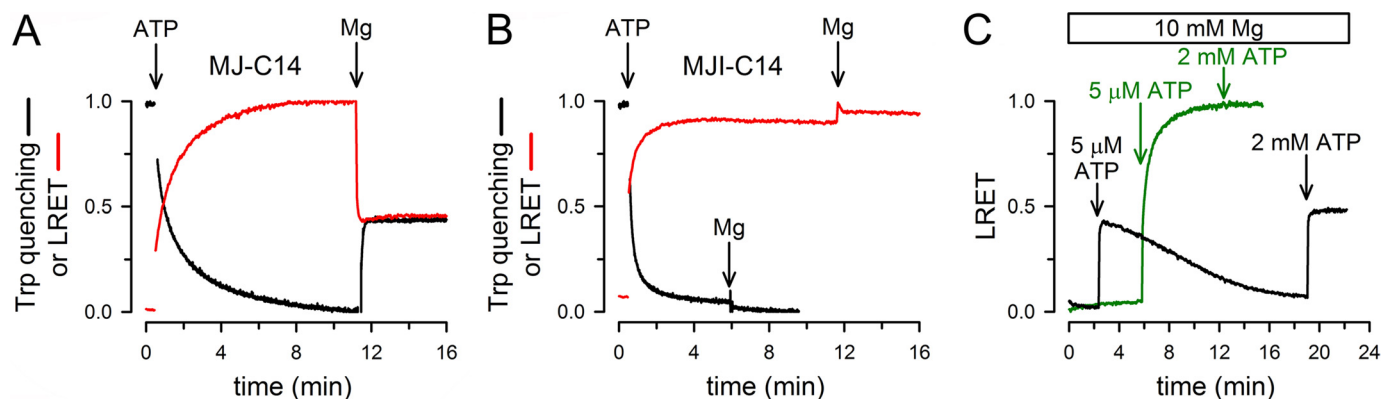 A
ATP
Mg
MJ-C14
Trp quenching
or LRET
1.0
0.5
0.0
0
4
8
12
16
time (min)
B
ATP
Mg
MJI-C14
Mg
Trp quenching
or LRET
1.0
0.5
0.0
0
4
8
12
16
time (min)
C
10 mM Mg
2 mM ATP
5 μM ATP
5 μM
ATP
2 mM ATP
LRET
1.0
0.5
0.0
0
4
8
12
16
20
24
time (min)